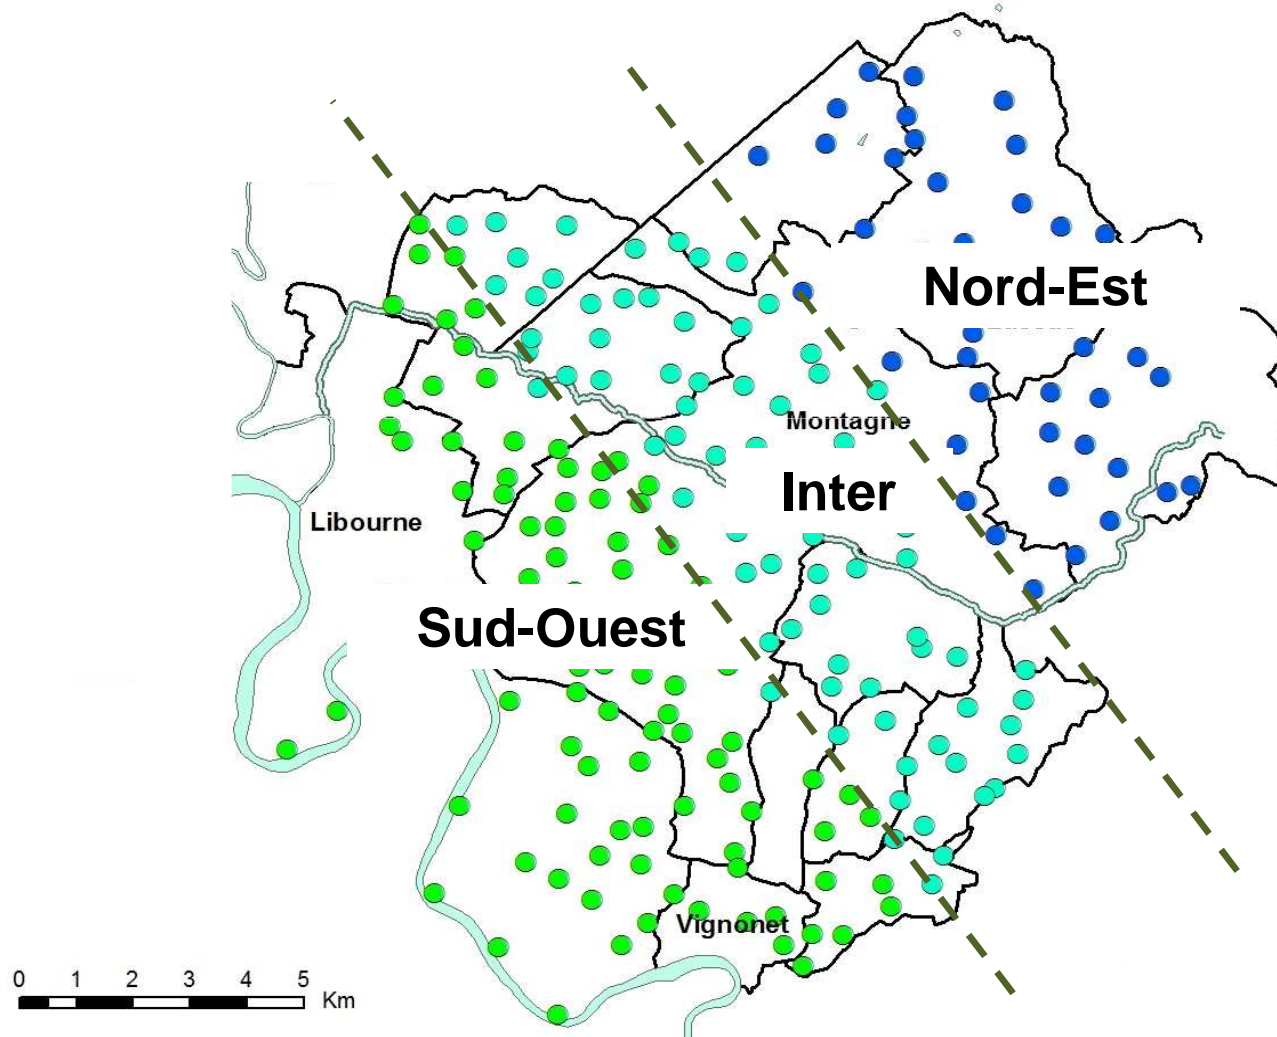 Nord-Est
Montagne
Inter
Libourne
Sud-Ouest
Vignonet
0 1 2 3 4 5
Km